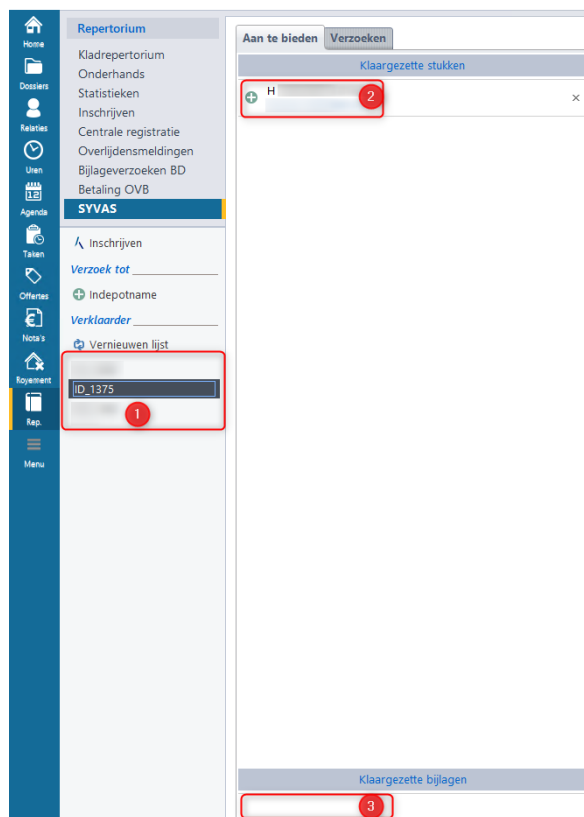 Home
Dossiers
Relaties
Uren
12
Agenda
Taken
Offertes
Nota's
Royement
Rep.
Menu
Repertorium
Kladrepertorium
Onderhands
Statistieken
Inschrijven
Centrale registratie
Overlijdensmeldingen
Bijlageverzoeken BD
Betaling OVB
SYVAS
Inschrijven
Verzoek tot
Indepotname
Verklaarder
Vernieuwen lijst
ID_1375
1
Aan te bieden Verzoeken
Klaargezette stukken
H
2
×
Klaargezette bijlagen
3